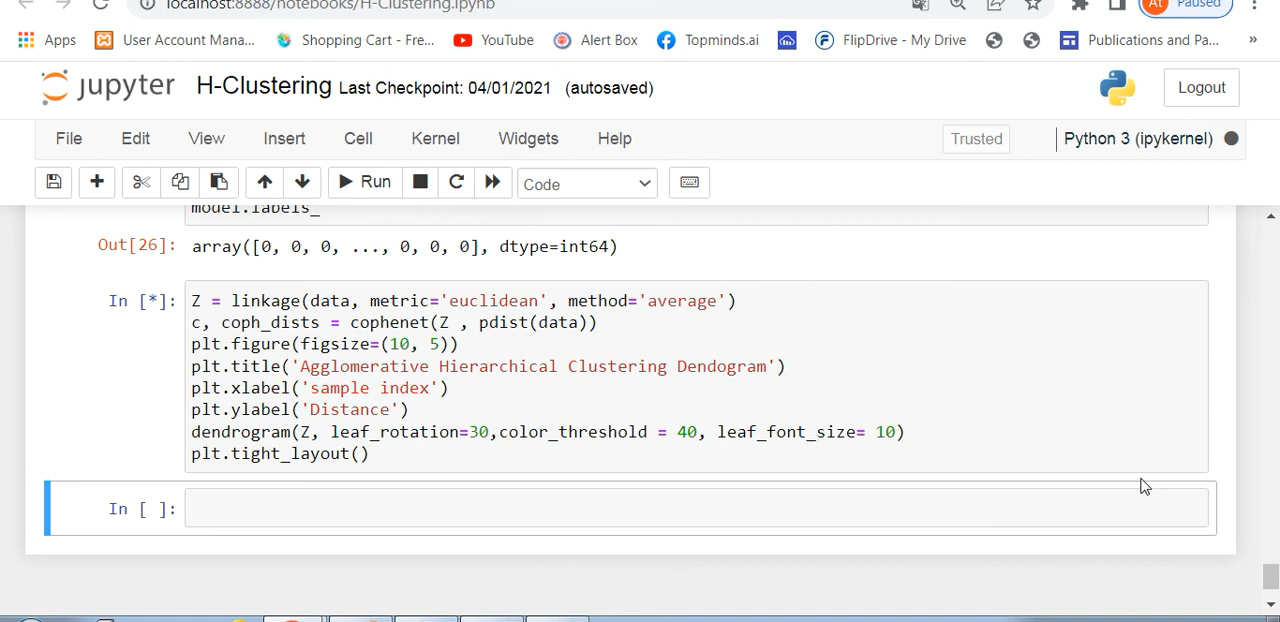 localhost:8888/notebooks/H-Clustering.ipynb
At Paused
Apps User Account Mana... Shopping Cart - Fre... YouTube Alert Box Topminds.ai FlipDrive - My Drive Publications and Pa... »
jupyter H-Clustering Last Checkpoint: 04/01/2021 (autosaved) Logout
File Edit View Insert Cell Kernel Widgets Help Trusted Python 3 (ipykernel)
Run Code
model.labels_
Out[26]: array([0, 0, 0, ..., 0, 0, 0], dtype=int64)
In [*]: Z = linkage(data, metric='euclidean', method='average')
c, coph_dists = cophenet(Z , pdist(data))
plt.figure(figsize=(10, 5))
plt.title('Agglomerative Hierarchical Clustering Dendogram')
plt.xlabel('sample index')
plt.ylabel('Distance')
dendrogram(Z, leaf_rotation=30,color_threshold = 40, leaf_font_size= 10)
plt.tight_layout()
In [ ]: